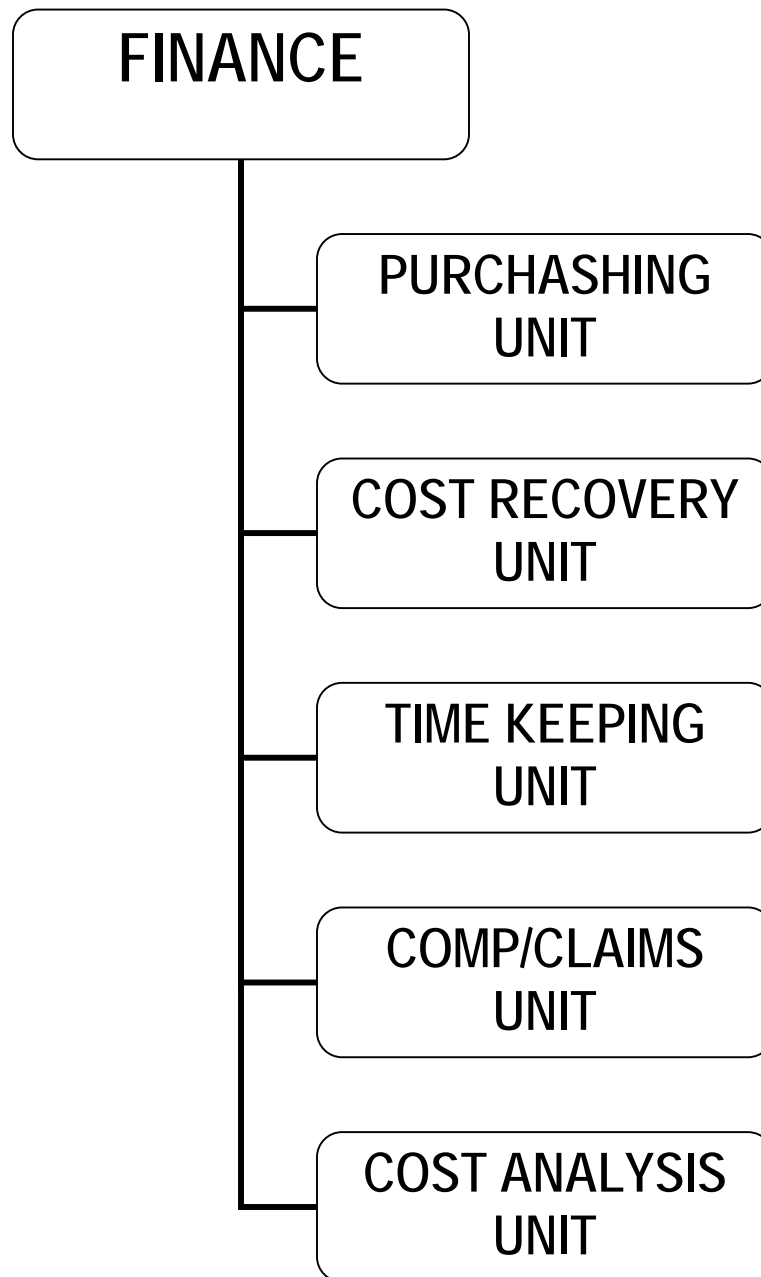 FINANCE
PURCHASHING
UNIT
COST RECOVERY
UNIT
TIME KEEPING
UNIT
COMP/CLAIMS
UNIT
COST ANALYSIS
UNIT